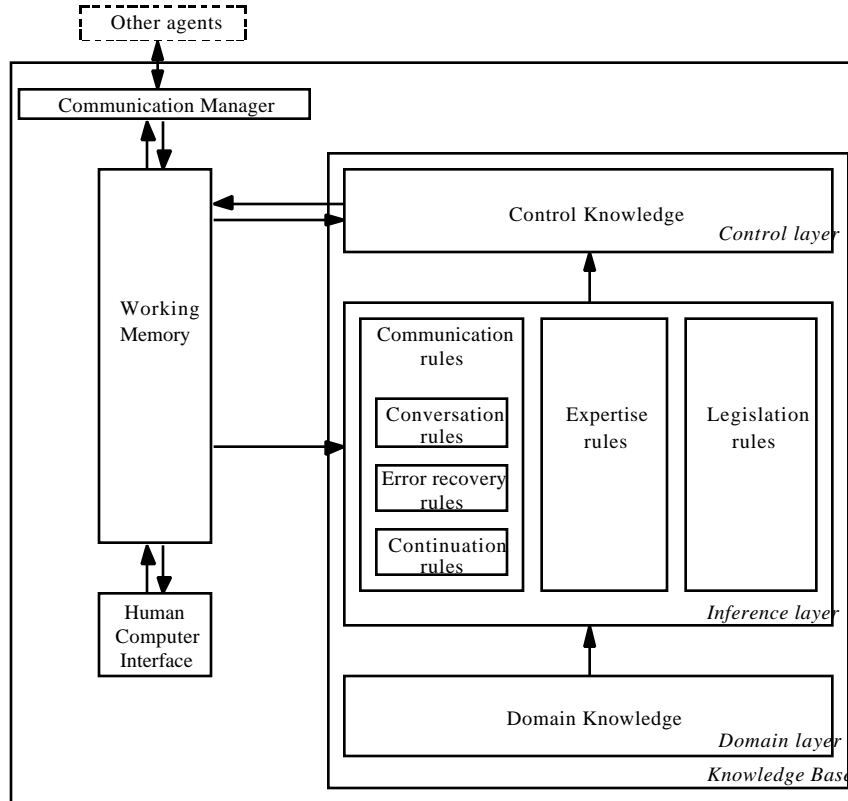 Other agents
Communication Manager
Control Knowledge
Control layer
Working
Memory
Communication
rules
Conversation
rules
Error recovery
rules
Continuation
rules
Expertise
rules
Legislation
rules
Inference layer
Human
Computer
Interface
Domain Knowledge
Domain layer
Knowledge Base